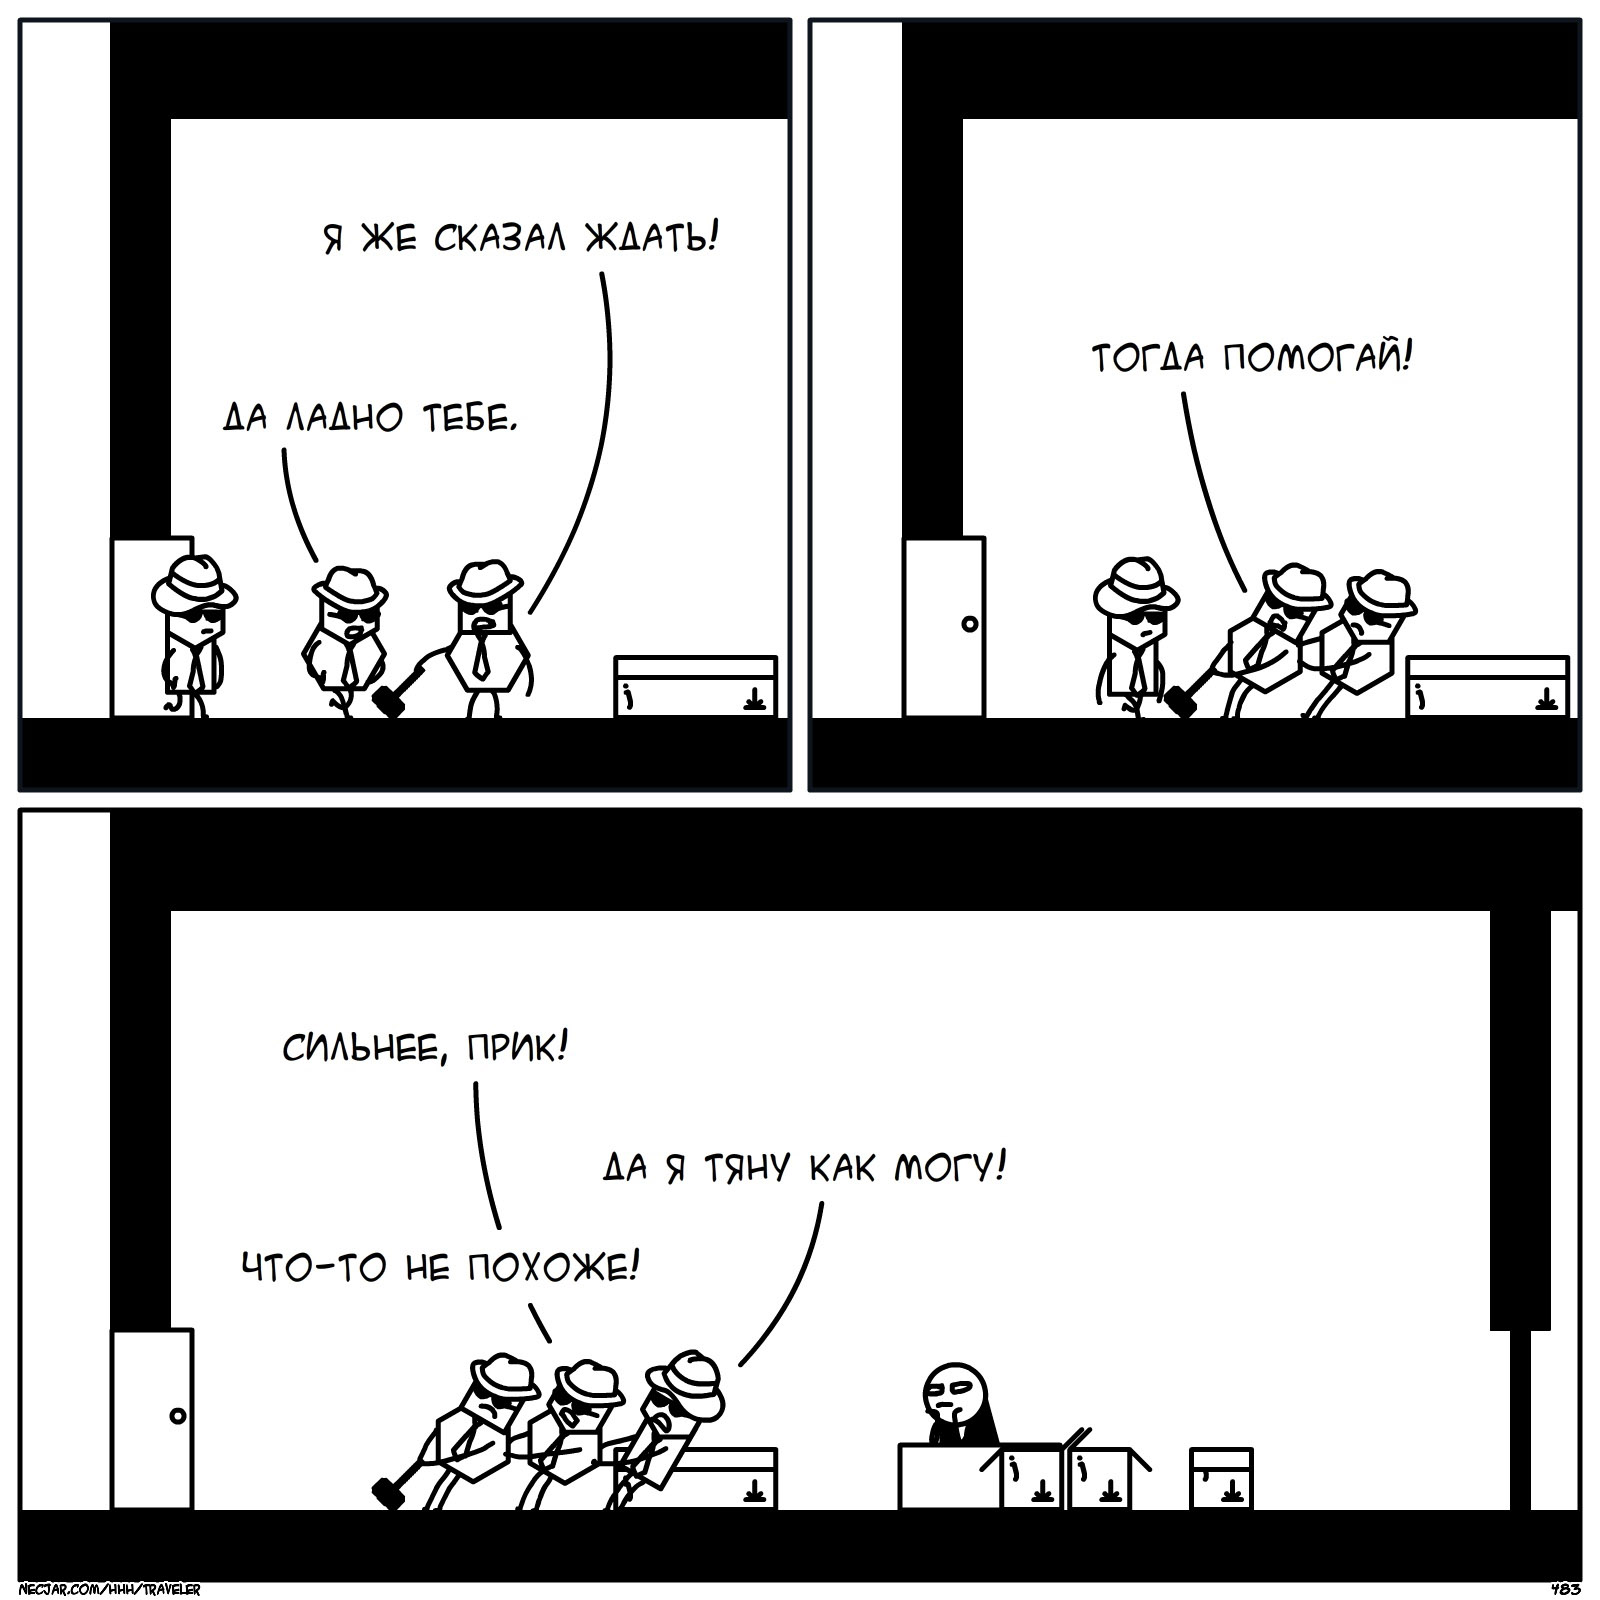 Я ЖЕ СКАЗАЛ ЖДАТЬ!
ДА ЛАДНО ТЕБЕ.
ТОГДА ПОМОГАЙ!
СИЛЬНЕЕ, ПРИК!
ДА Я ТЯНУ КАК МОГУ!
ЧТО-ТО НЕ ПОХОЖЕ!
NECJAR.COM/HHH/TRAVELER
483